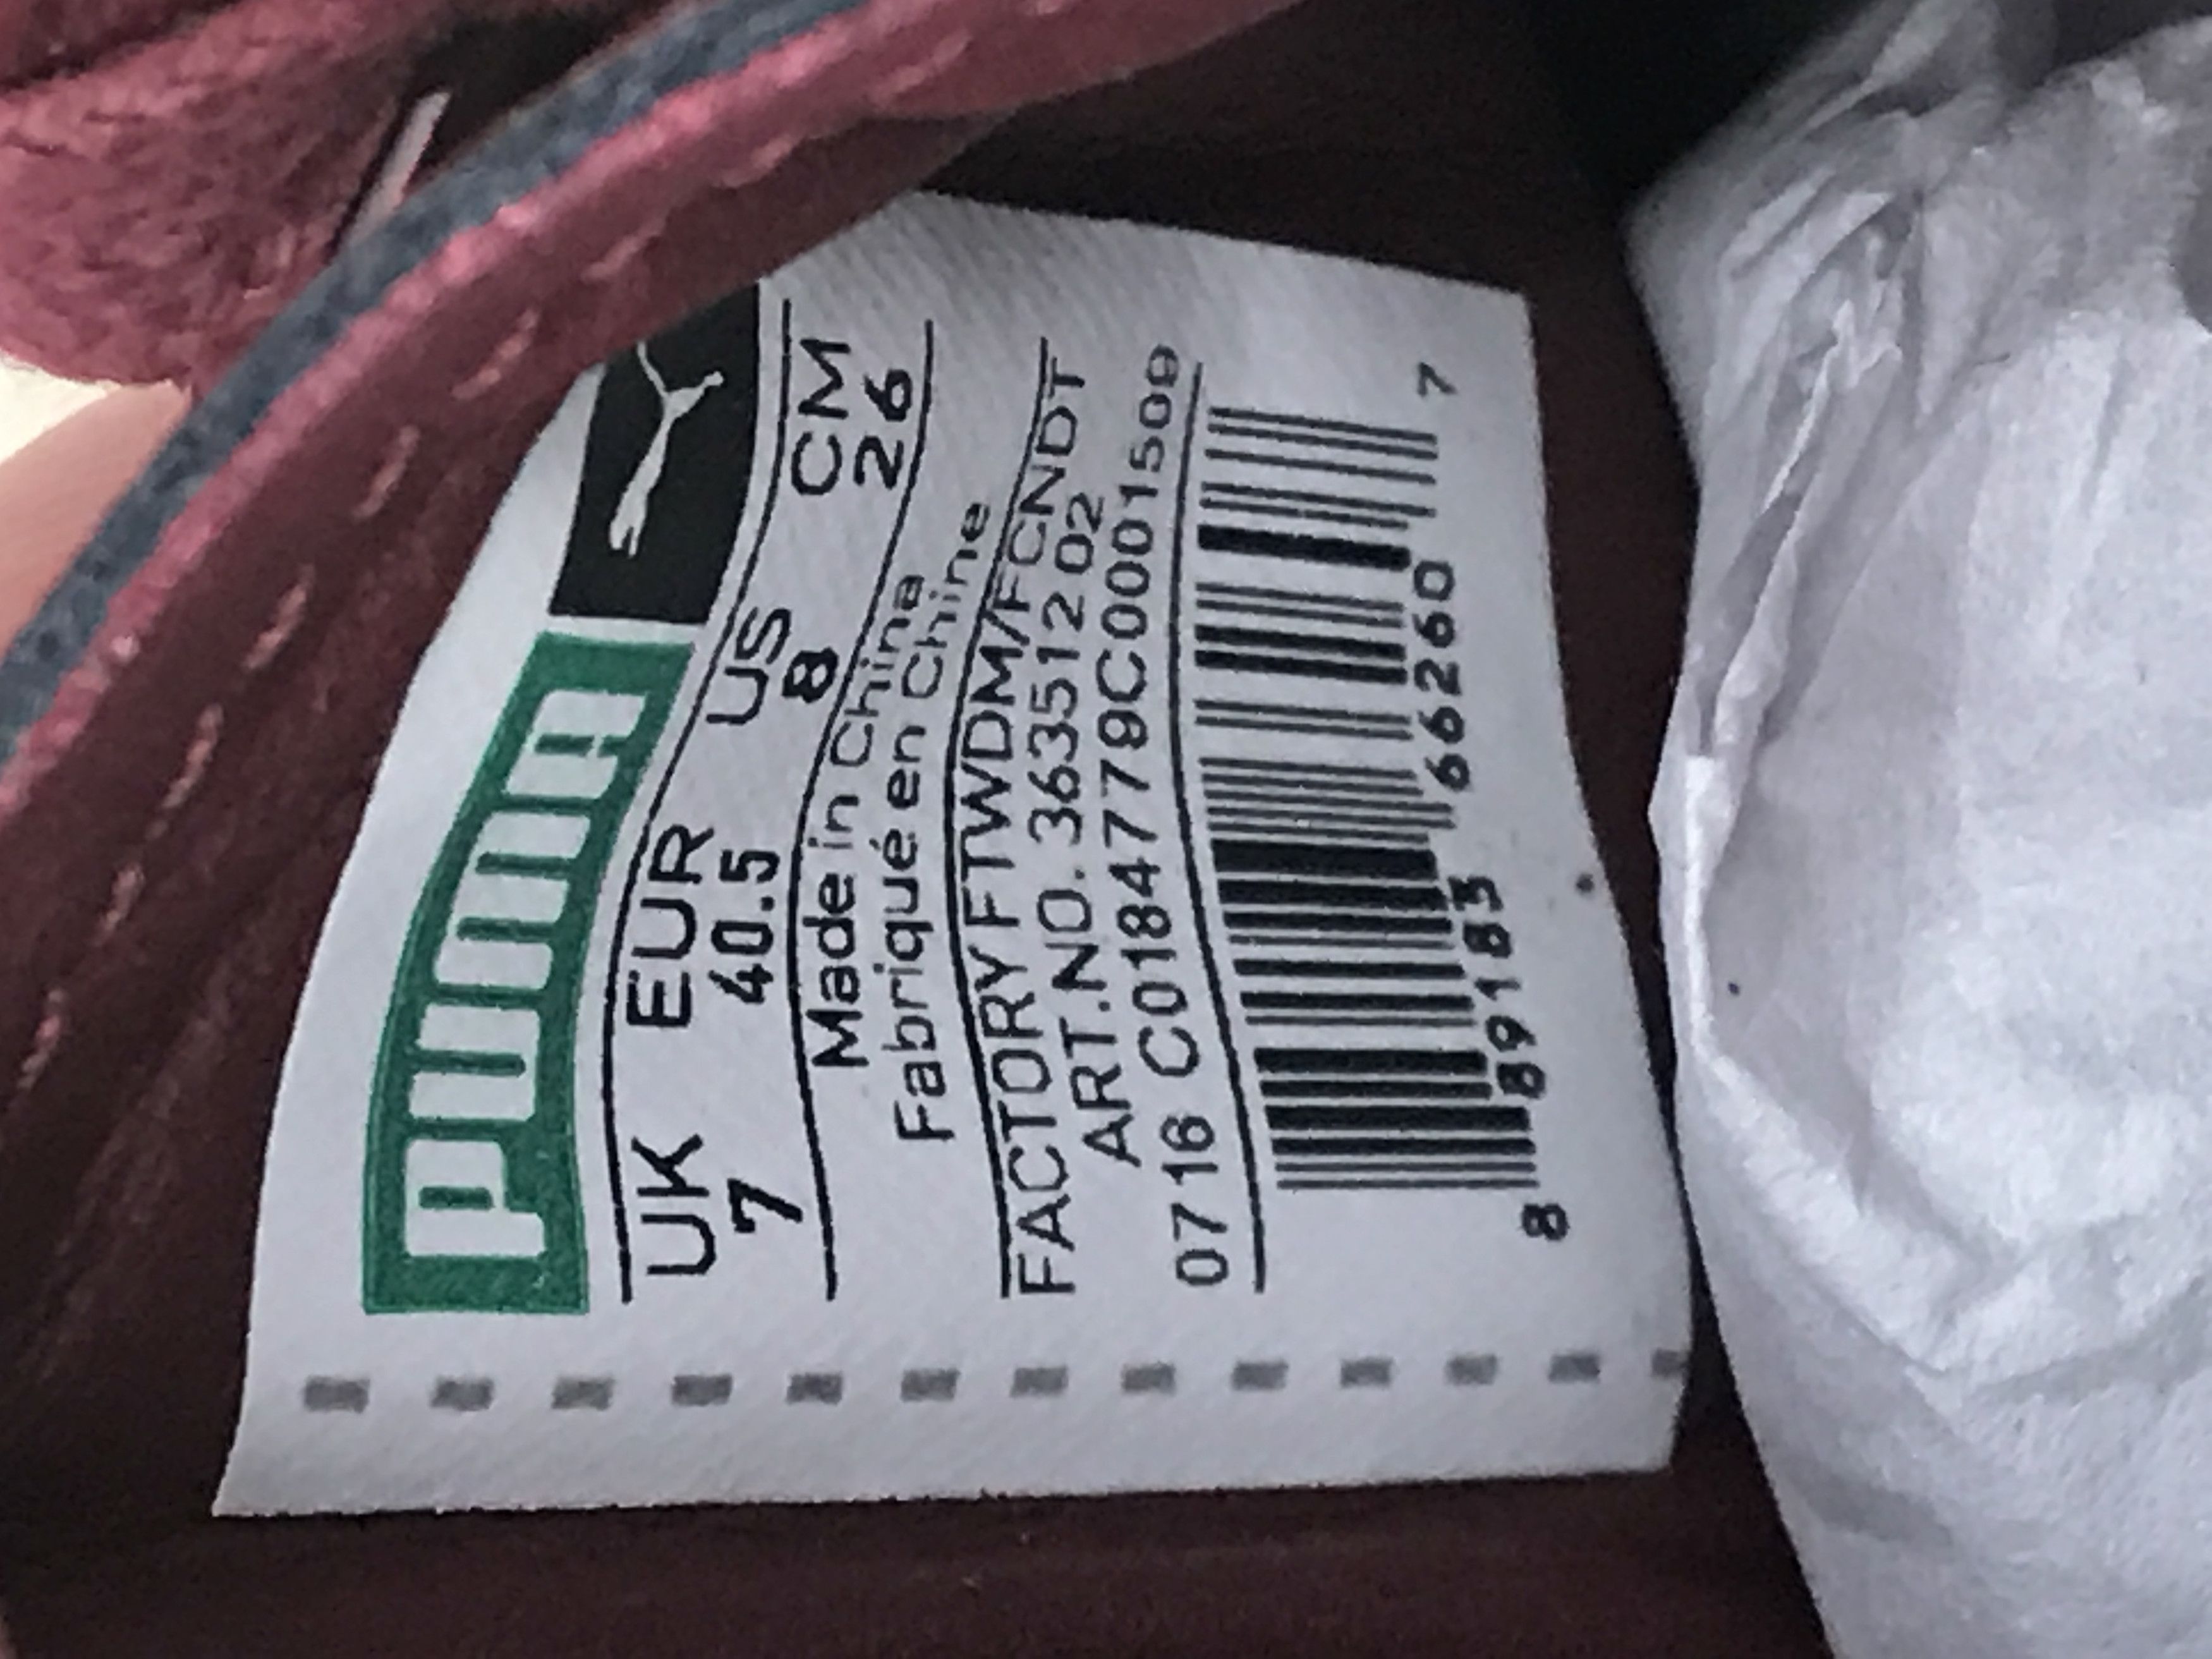 PUMA
UK EUR US CM
7 40.5 8 26
Made in China
Fabriqué en Chine
FACTORY FTWDM/FCNDT
ART.NO. 363512 02
ART.
0716
8 89183 66260 7